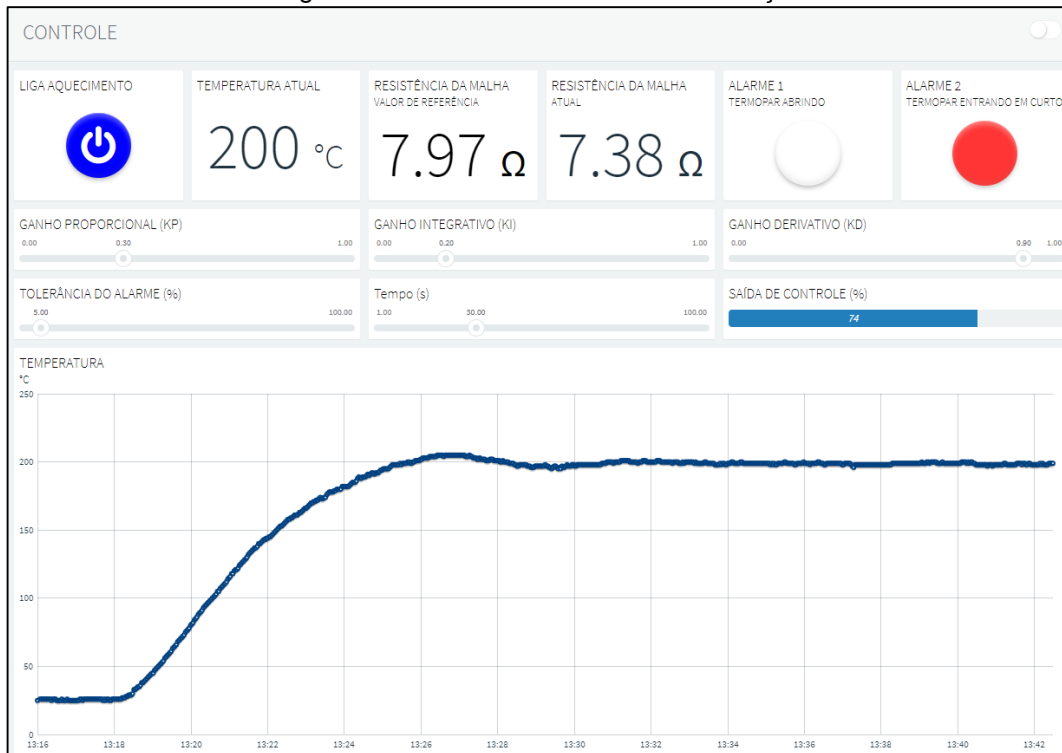 CONTROLE
LIGA AQUECIMENTO
TEMPERATURA ATUAL
200 °C
RESISTÊNCIA DA MALHA
VALOR DE REFERÊNCIA
7.97 Ω
RESISTÊNCIA DA MALHA
ATUAL
7.38 Ω
ALARME 1
TERMOPAR ABRINDO
ALARME 2
TERMOPAR ENTRANDO EM CURTO
GANHO PROPORCIONAL (KP)
0.00 0.30 1.00
GANHO INTEGRATIVO (KI)
0.00 0.20 1.00
GANHO DERIVATIVO (KD)
0.00 0.90 1.00
TOLERÂNCIA DO ALARME (%)
5.00 100.00
Tempo (s)
1.00 30.00 100.00
SAÍDA DE CONTROLE (%)
74
TEMPERATURA
°C
250
200
150
100
50
0
13:16 13:18 13:20 13:22 13:24 13:26 13:28 13:30 13:32 13:34 13:36 13:38 13:40 13:42